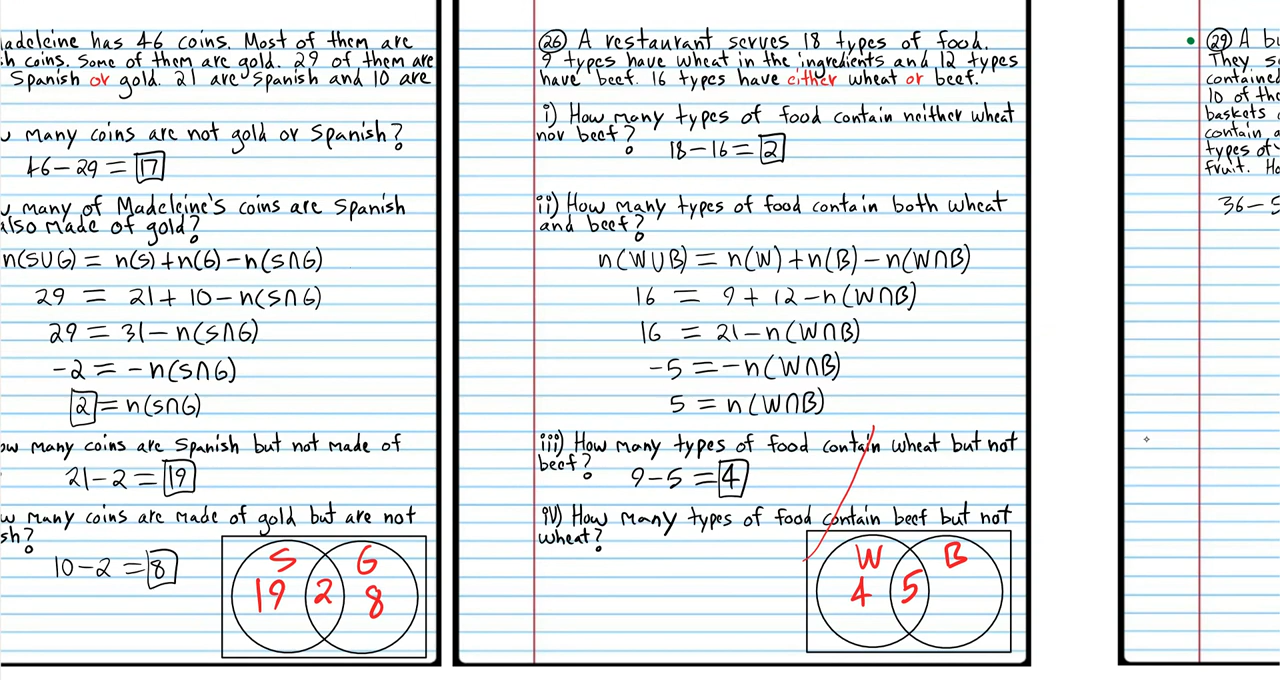 adeleine has 46 coins. Most of them are
h coins. Some of them are gold. 29 of them are
Spanish or gold. 21 are Spanish and 10 are
many coins are not gold or Spanish?
46 – 29 = 17
many of Madeleine's coins are Spanish
also made of gold?
n(S∪G) = n(S) + n(G) – n(S∩G)
29 = 21 + 10 – n(S∩G)
29 = 31 – n(S∩G)
-2 = -n(S∩G)
2 = n(S∩G)
ow many coins are Spanish but not made of
21 – 2 = 19
w many coins are made of gold but are not
sh?
10 – 2 = 8
S G
19 2 8
26 A restaurant serves 18 types of food.
9 types have wheat in the ingredients and 12 types
have beef. 16 types have either wheat or beef.
i) How many types of food contain neither wheat
nor beef?
18 – 16 = 2
ii) How many types of food contain both wheat
and beef?
n(W∪B) = n(W) + n(B) – n(W∩B)
16 = 9 + 12 – n(W∩B)
16 = 21 – n(W∩B)
-5 = -n(W∩B)
5 = n(W∩B)
iii) How many types of food contain wheat but not
beef?
9 – 5 = 4
iv) How many types of food contain beef but not
wheat?
W B
4 5
29 A b
They s
contained
10 of the
baskets
contain a
types of
fruit. Ho
36 –